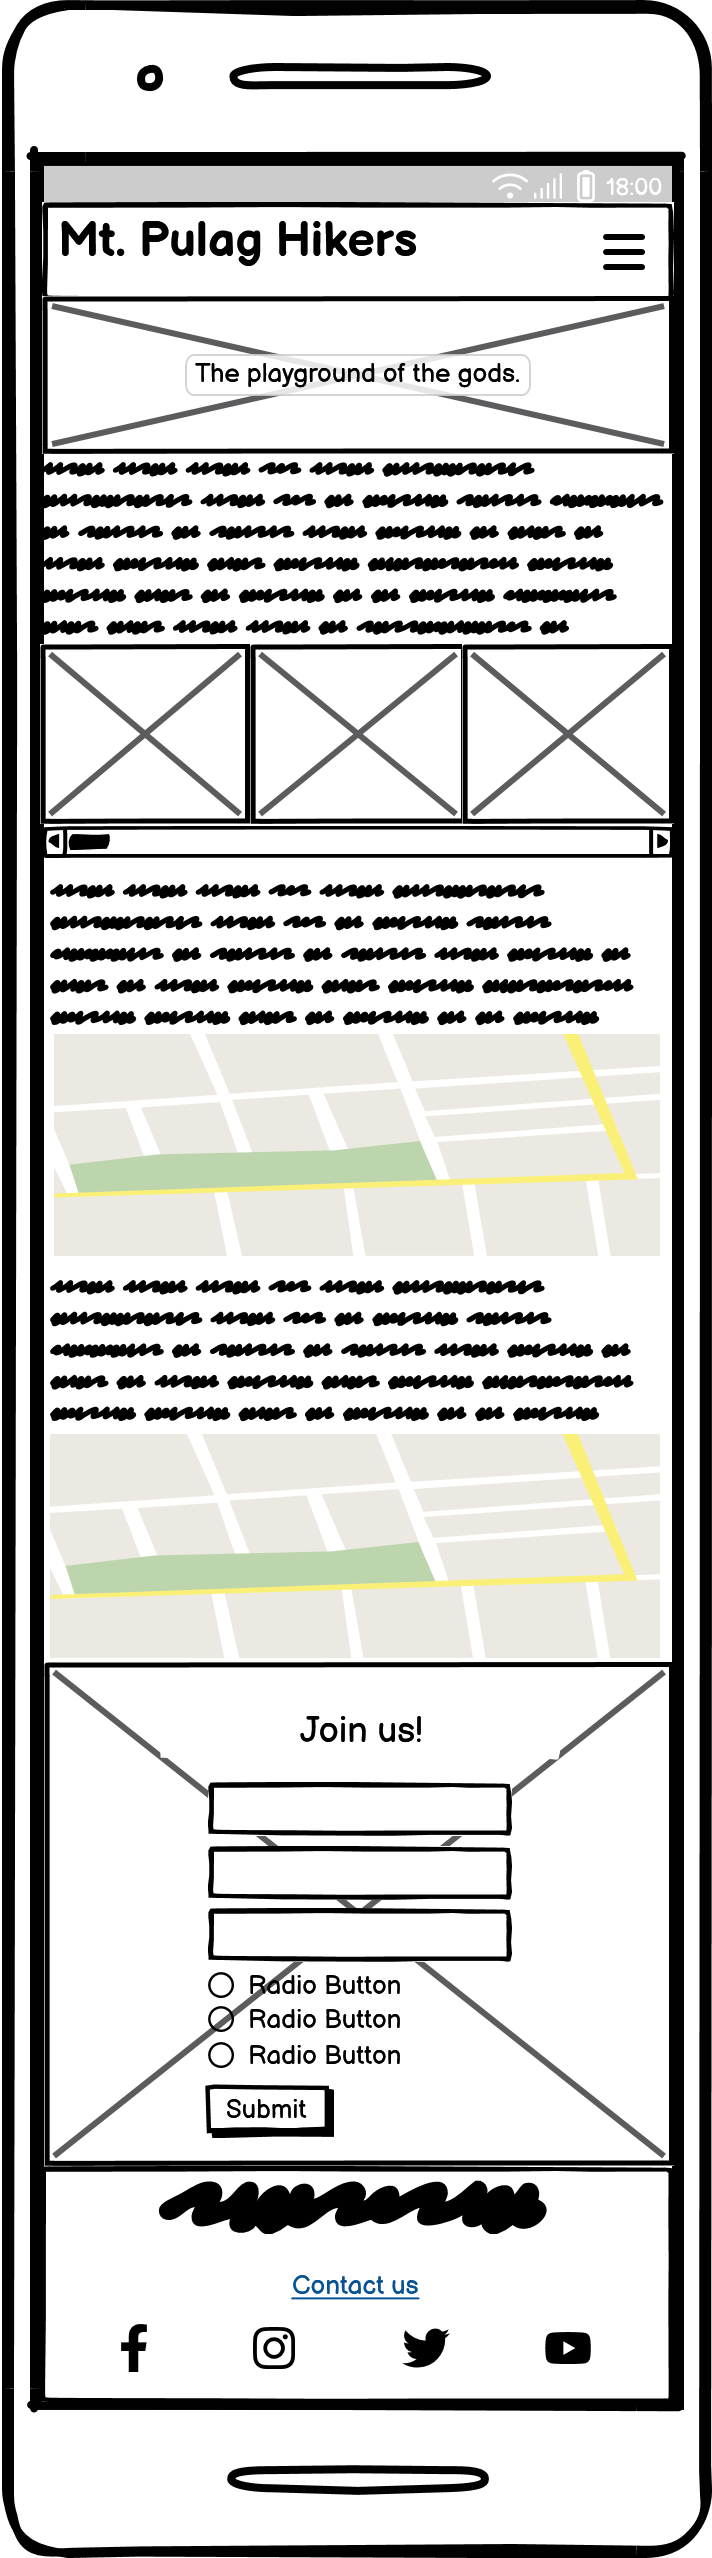 18:00
Mt. Pulag Hikers
The playground of the gods.
Join us!
Radio Button
Radio Button
Radio Button
Submit
Contact us